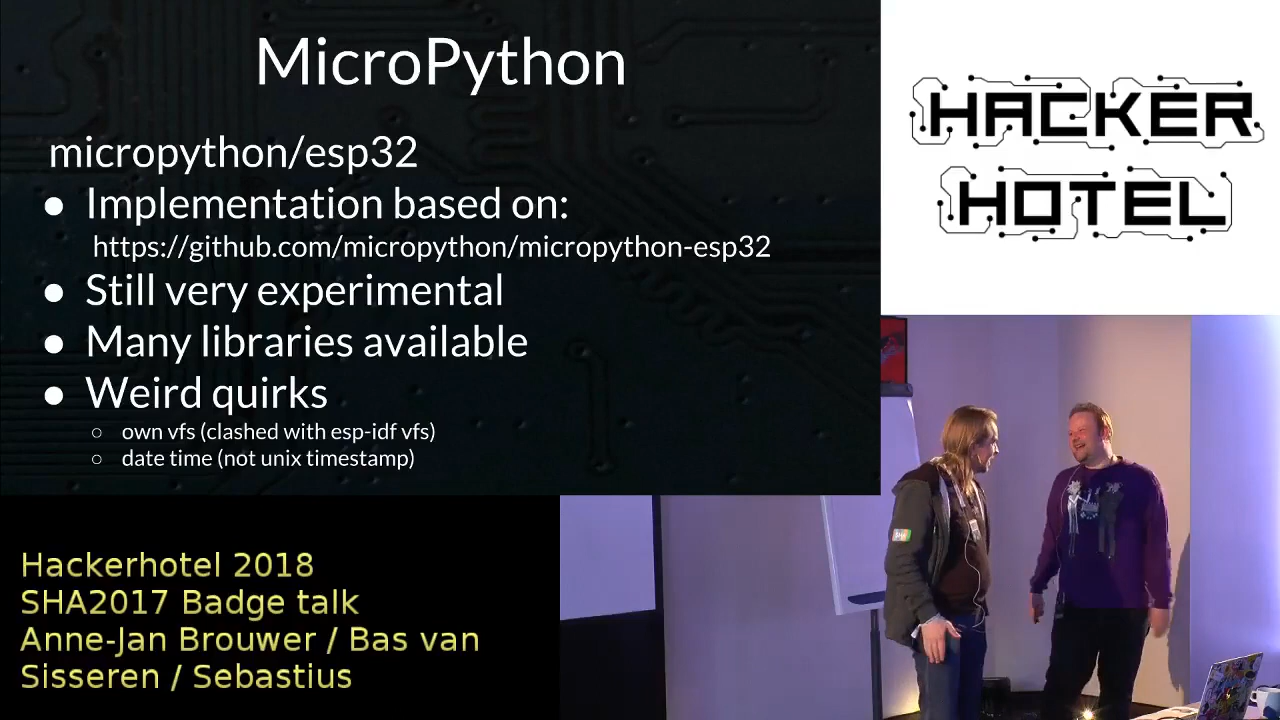 MicroPython
micropython/esp32
● Implementation based on:
https://github.com/micropython/micropython-esp32
● Still very experimental
● Many libraries available
● Weird quirks
○ own vfs (clashed with esp-idf vfs)
○ date time (not unix timestamp)
HACKER
HOTEL
Hackerhotel 2018
SHA2017 Badge talk
Anne-Jan Brouwer / Bas van
Sisseren / Sebastius